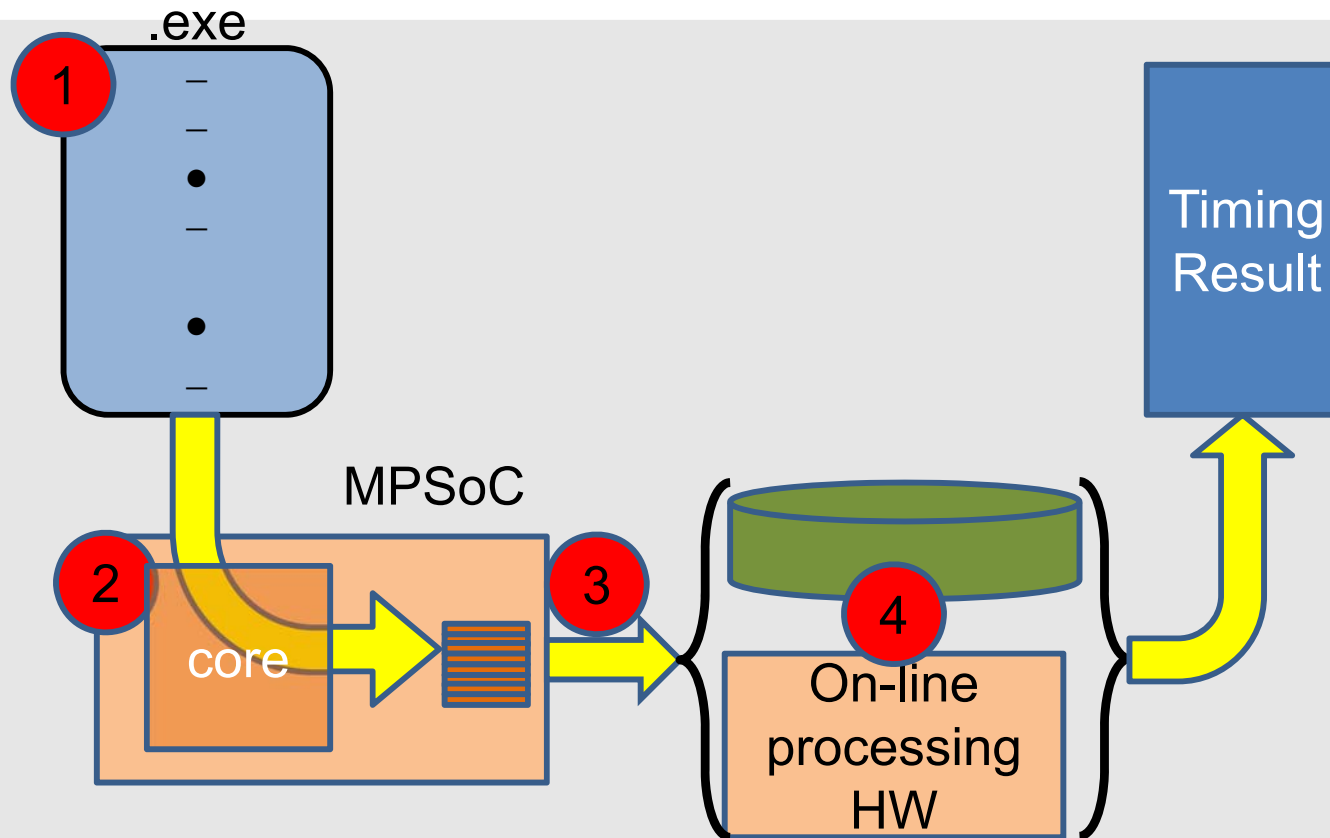 .exe
1
Timing
Result
MPSoC
2
core
3
4
On-line
processing
HW